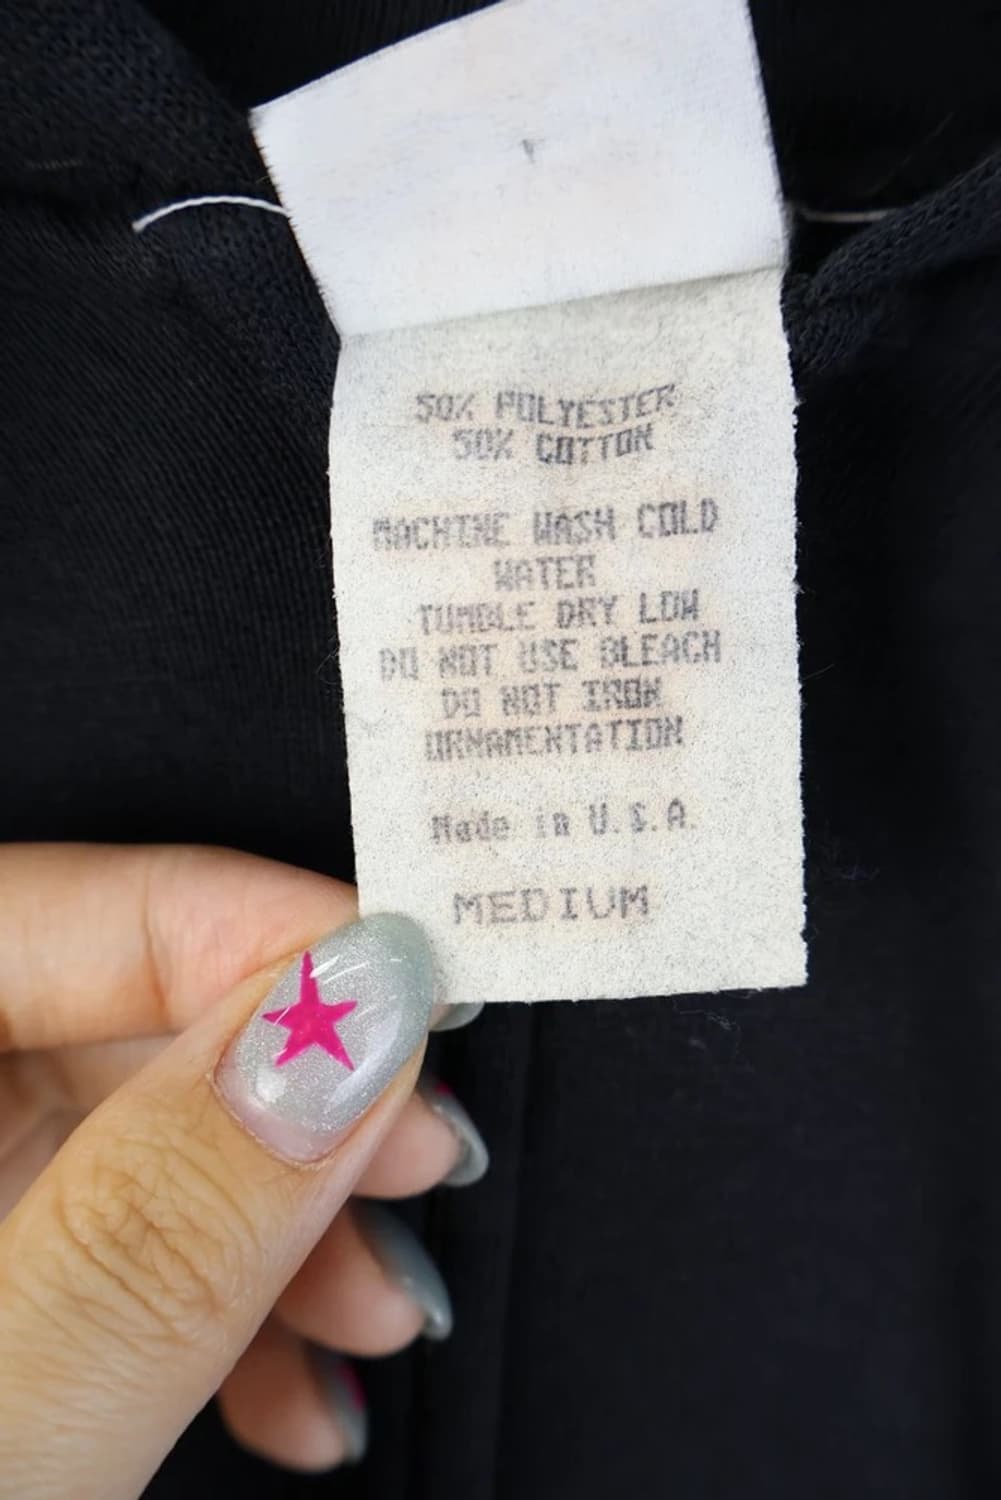 50% POLYESTER
50% COTTON
MACHINE WASH COLD
WATER
TUMBLE DRY LOW
DO NOT USE BLEACH
DO NOT IRON
ORNAMENTATION
Made in U.S.A.
MEDIUM